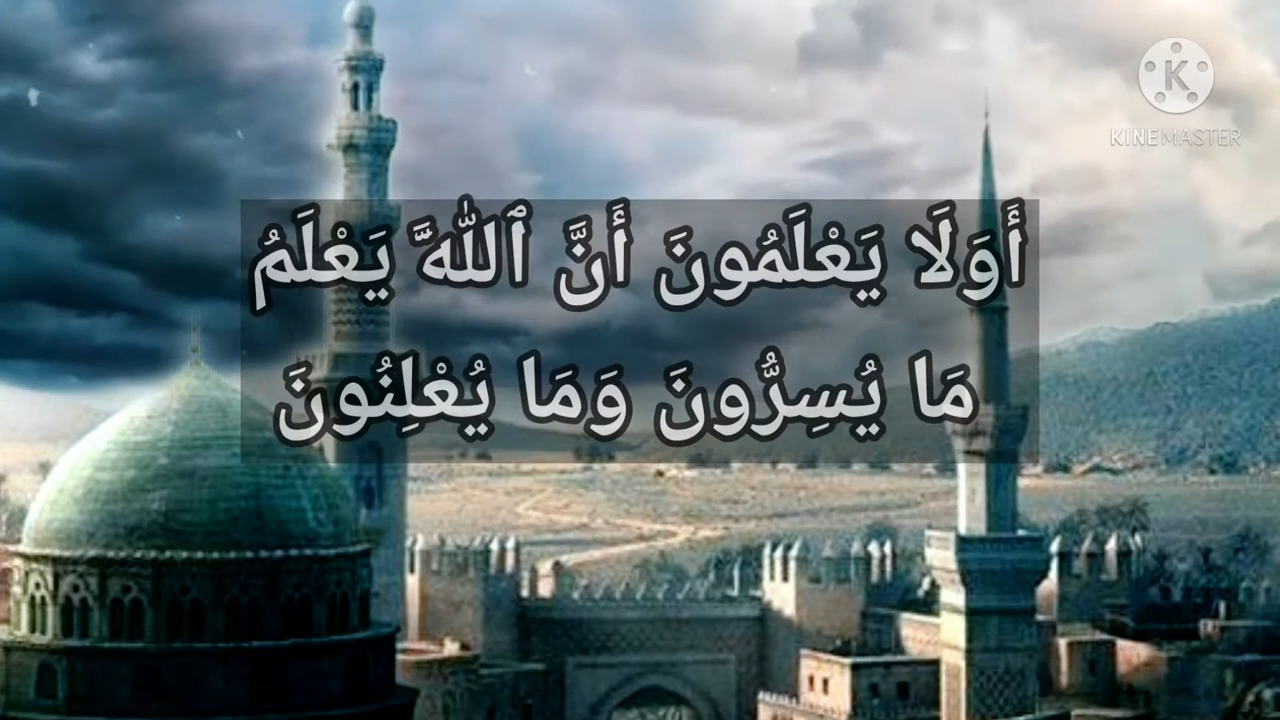 أَوَلَا يَعْلَمُونَ أَنَّ ٱللَّهَ يَعْلَمُ
مَا يُسِرُّونَ وَمَا يُعْلِنُونَ
K
KINEMASTER